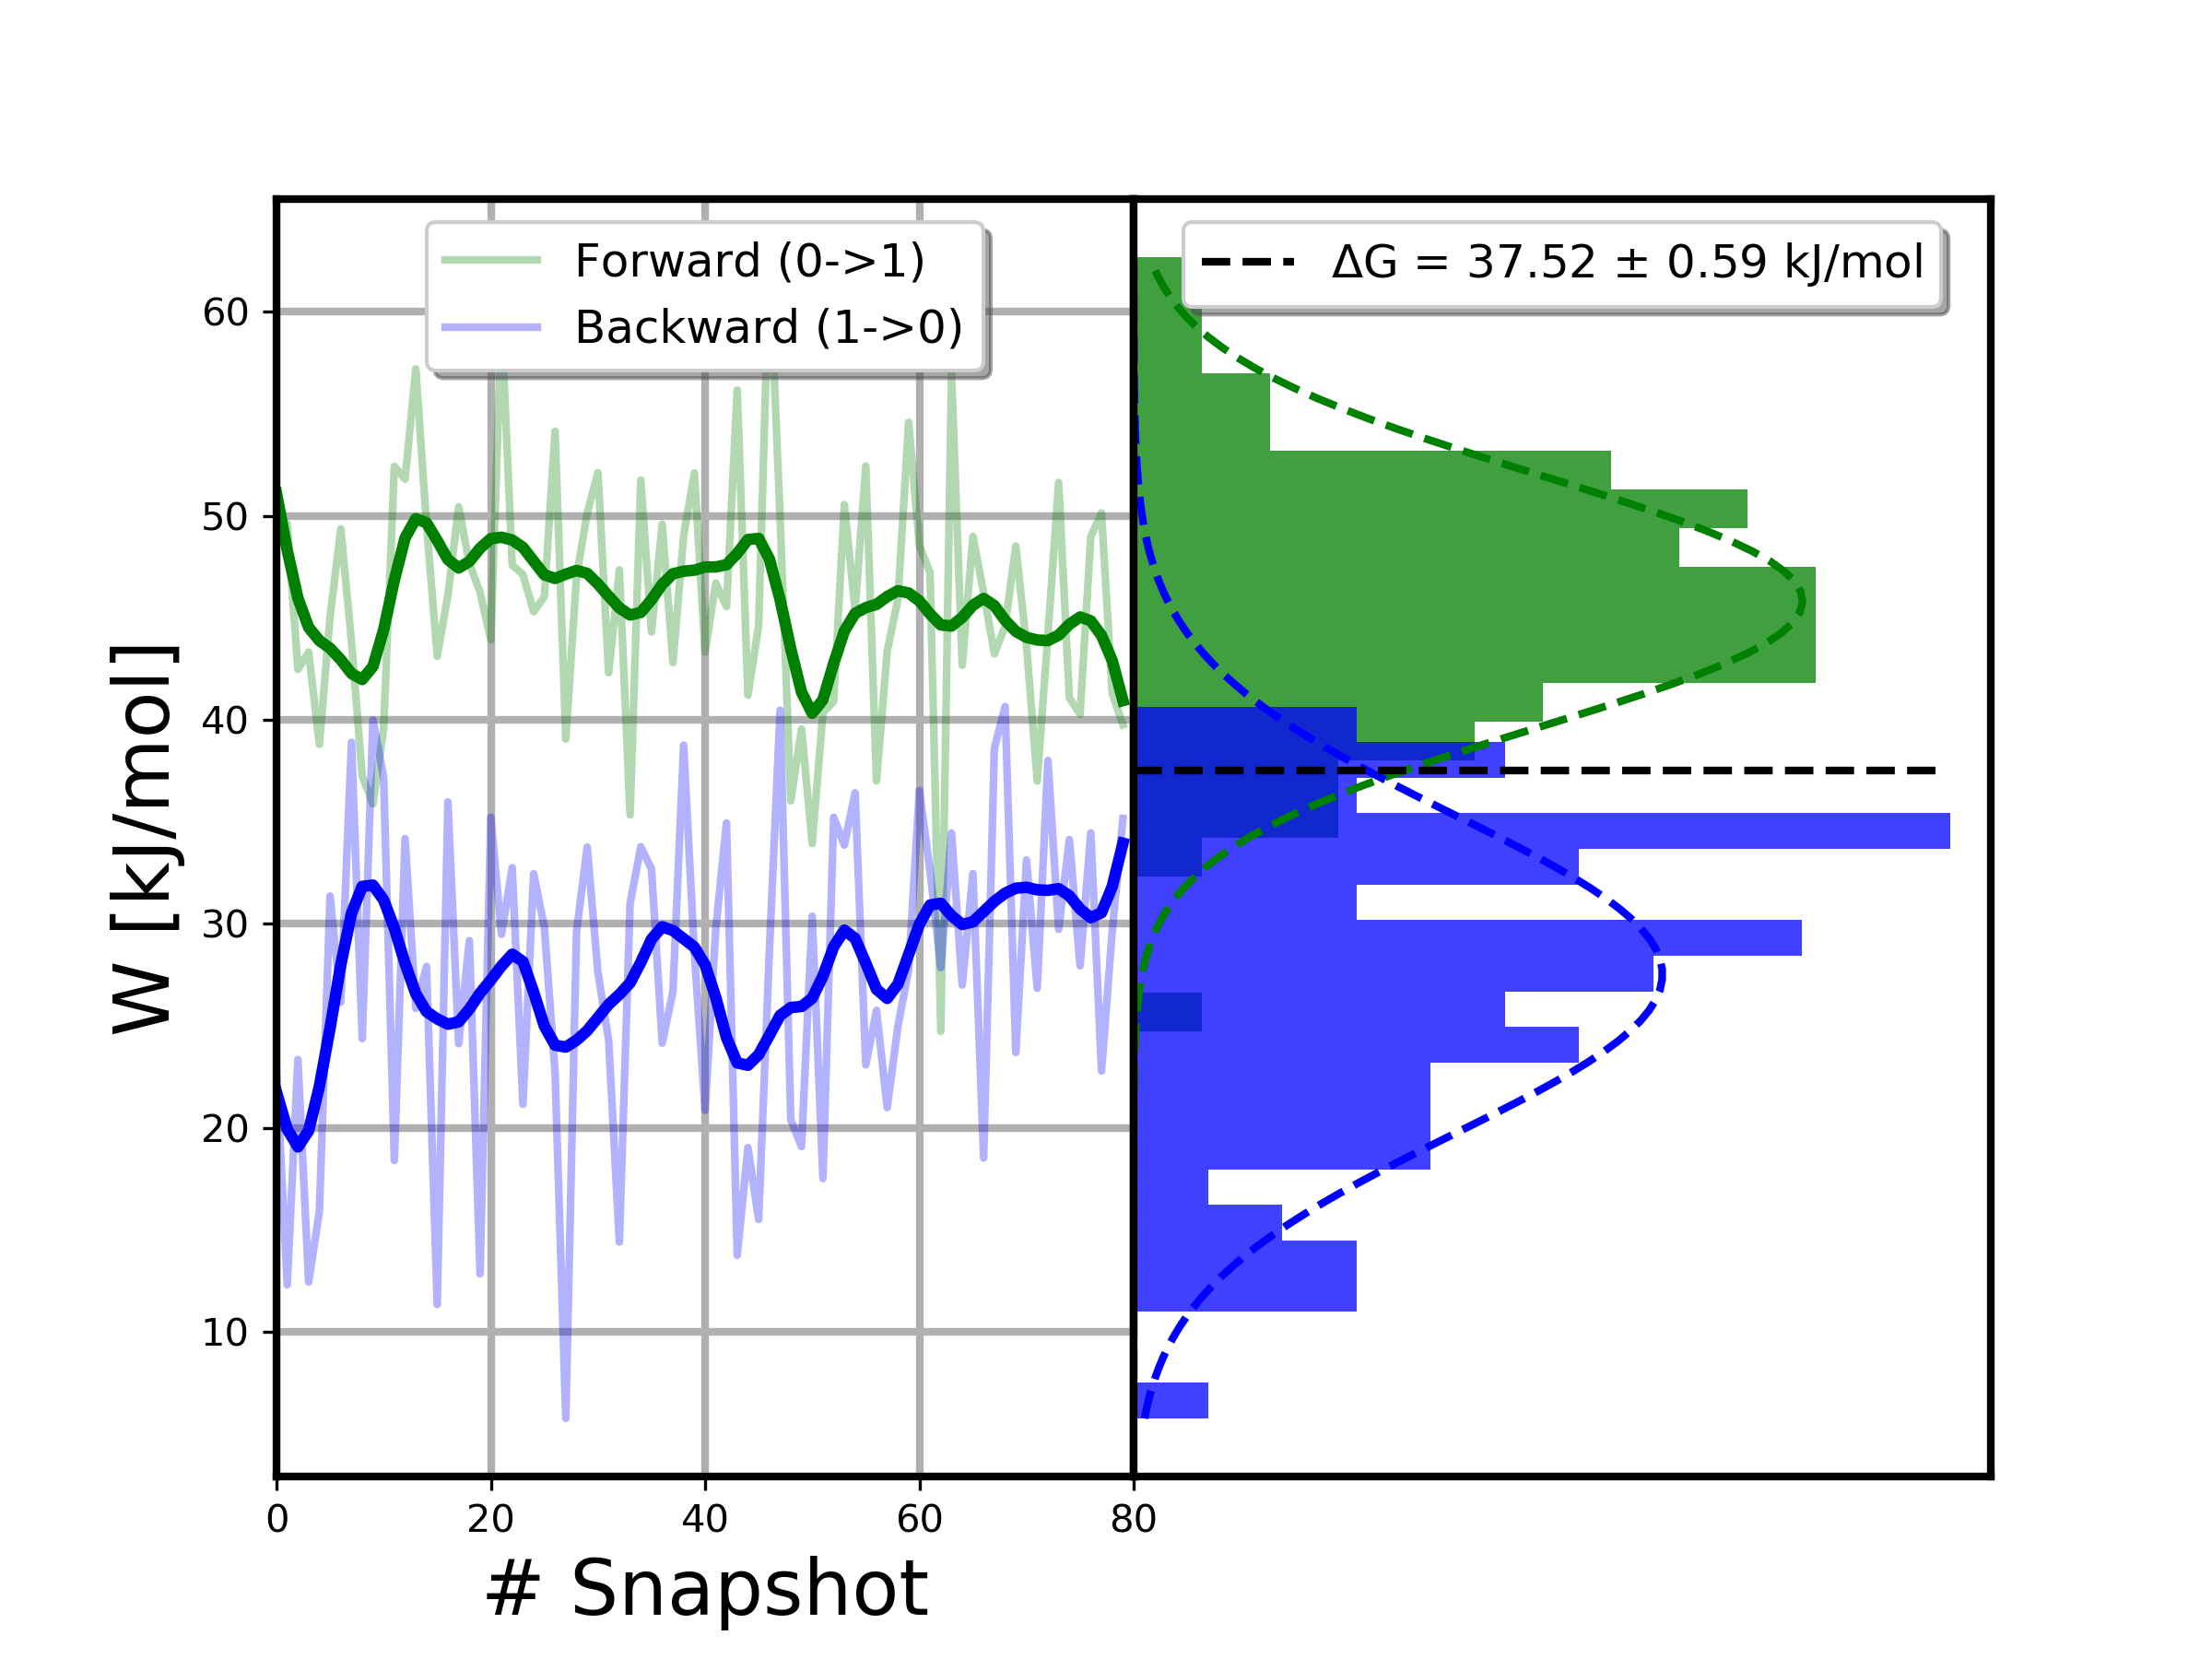 Forward (0->1)
Backward (1->0)
ΔG = 37.52 ± 0.59 kJ/mol
60
50
40
30
20
10
W [kJ/mol]
0 20 40 60 80
# Snapshot